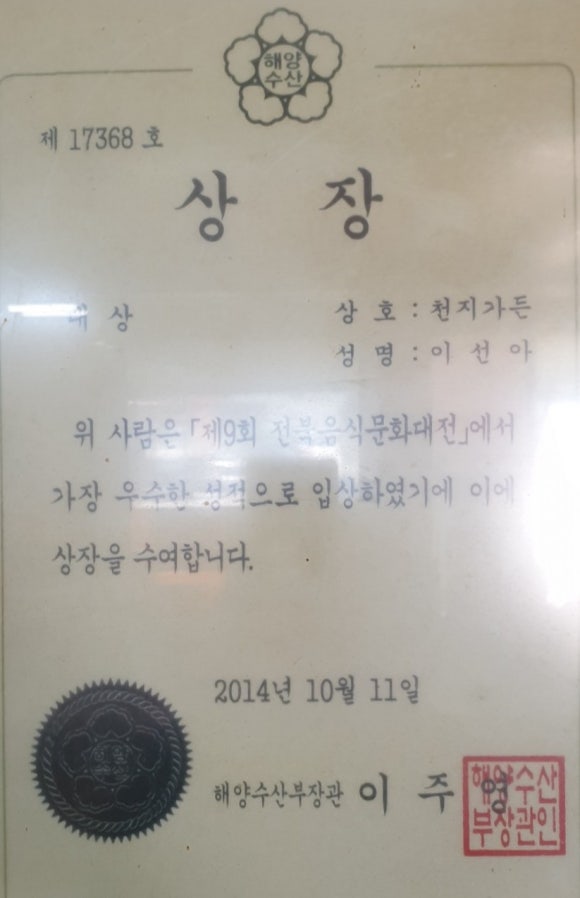 해양
수산
제 17368 호
상 장
대상
상 호 : 천지가든
성 명 : 이 선 아
위 사람은 「제9회 전북음식문화대전」에서
가장 우수한 성적으로 입상하였기에 이에
상장을 수여합니다.
2014년 10월 11일
해양수산부장관 이 주 영
해양수산
부장관인